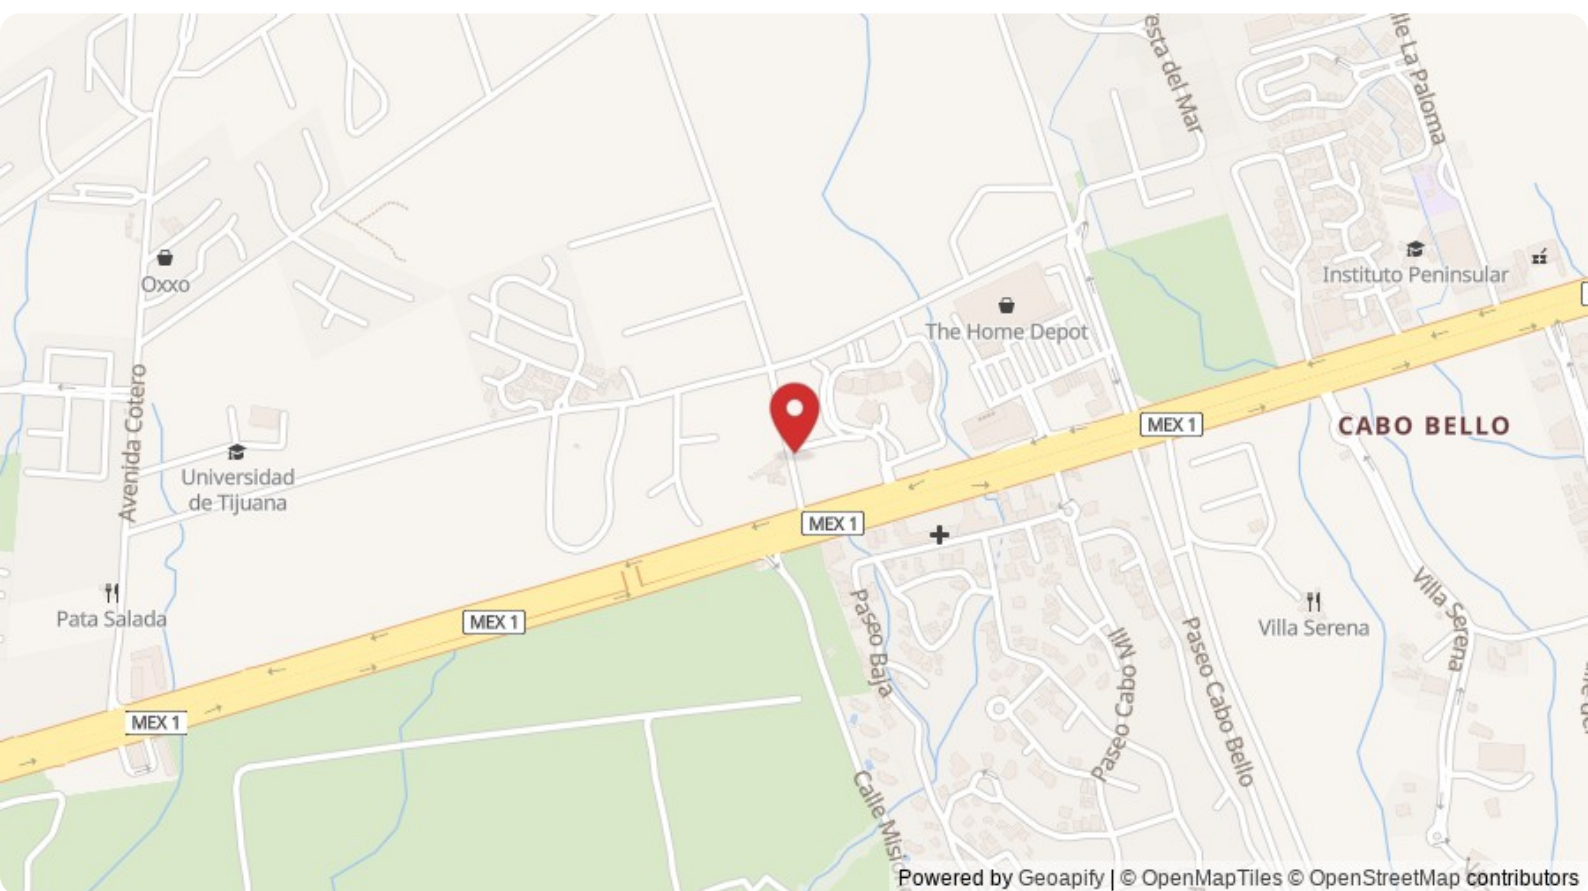 esta del Mar
lle La Paloma
Oxxo
Instituto Peninsular
The Home Depot
Avenida Cotero
MEX 1
CABO BELLO
Universidad
de Tijuana
MEX 1
Pata Salada
MEX 1
Villa Serena
Villa Serena
Paseo Baja
Paseo Cabo Mill
Paseo Cabo Bello
MEX 1
Calle Misio
Powered by Geoapify | © OpenMapTiles © OpenStreetMap contributors